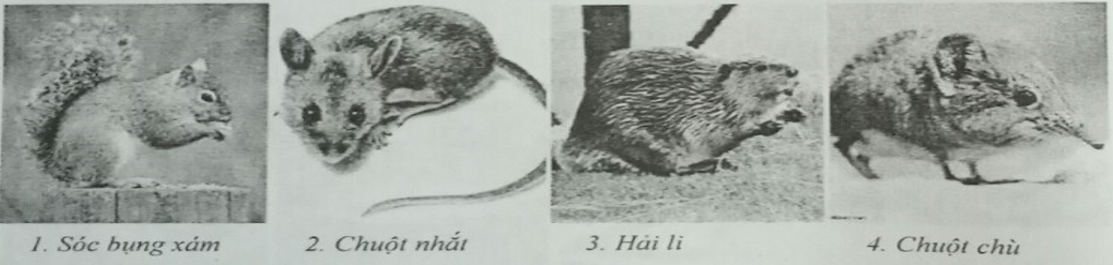 1. Sóc bụng xám
2. Chuột nhắt
3. Hải li
4. Chuột chù